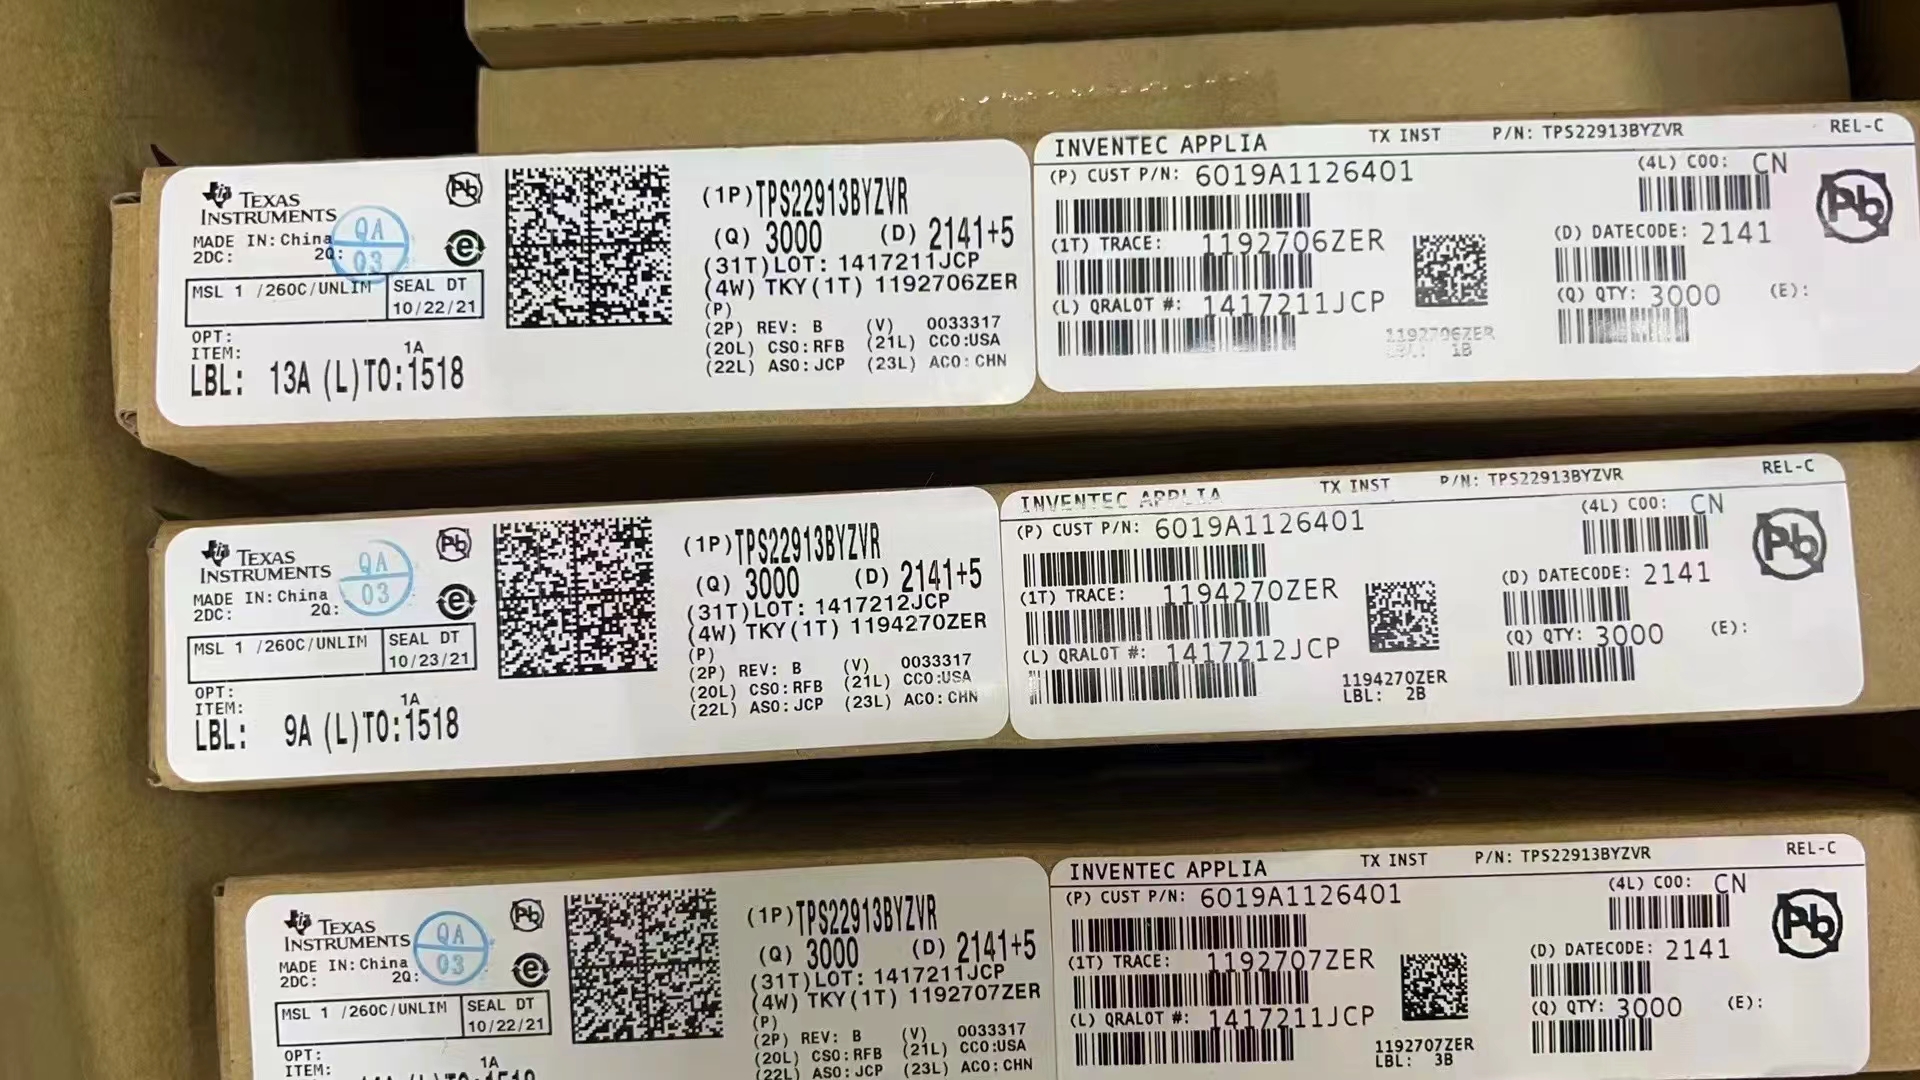 TEXAS
INSTRUMENTS
MADE IN: China
2DC: 2Q:
QA
03
Pb
e
MSL 1 /260C/UNLIM
SEAL DT
10/22/21
OPT:
ITEM: 1A
LBL: 13A (L)TO:1518
(1P)TPS22913BYZVR
(Q) 3000 (D) 2141+5
(31T)LOT: 1417211JCP
(4W) TKY(1T) 1192706ZER
(P)
(2P) REV: B (V) 0033317
(20L) CSO:RFB (21L) CCO:USA
(22L) ASO:JCP (23L) ACO:CHN
INVENTEC APPLIA TX INST P/N: TPS22913BYZVR REL-C
(P) CUST P/N: 6019A1126401
(4L) COO: CN
Pb
(1T) TRACE: 1192706ZER
(D) DATECODE: 2141
(L) QRALOT #: 1417211JCP
(Q) QTY: 3000 (E):
1192706ZER
LBL: 1B
TEXAS
INSTRUMENTS
MADE IN: China
2DC: 2Q:
QA
03
Pb
e
MSL 1 /260C/UNLIM
SEAL DT
10/23/21
OPT:
ITEM: 1A
LBL: 9A (L)TO:1518
(1P)TPS22913BYZVR
(Q) 3000 (D) 2141+5
(31T)LOT: 1417212JCP
(4W) TKY(1T) 1194270ZER
(P)
(2P) REV: B (V) 0033317
(20L) CSO:RFB (21L) CCO:USA
(22L) ASO:JCP (23L) ACO:CHN
INVENTEC APPLIA TX INST P/N: TPS22913BYZVR REL-C
(P) CUST P/N: 6019A1126401
(4L) COO: CN
Pb
(1T) TRACE: 1194270ZER
(D) DATECODE: 2141
(L) QRALOT #: 1417212JCP
(Q) QTY: 3000 (E):
1194270ZER
LBL: 2B
TEXAS
INSTRUMENTS
MADE IN: China
2DC: 2Q:
QA
03
Pb
e
MSL 1 /260C/UNLIM
SEAL DT
10/22/21
OPT:
ITEM: 1A
(1P)TPS22913BYZVR
(Q) 3000 (D) 2141+5
(31T)LOT: 1417211JCP
(4W) TKY(1T) 1192707ZER
(P)
(2P) REV: B (V) 0033317
(20L) CSO:RFB (21L) CCO:USA
(22L) ASO:JCP (23L) ACO:CHN
INVENTEC APPLIA TX INST P/N: TPS22913BYZVR REL-C
(P) CUST P/N: 6019A1126401
(4L) COO: CN
Pb
(1T) TRACE: 1192707ZER
(D) DATECODE: 2141
(L) QRALOT #: 1417211JCP
(Q) QTY: 3000 (E):
1192707ZER
LBL: 3B